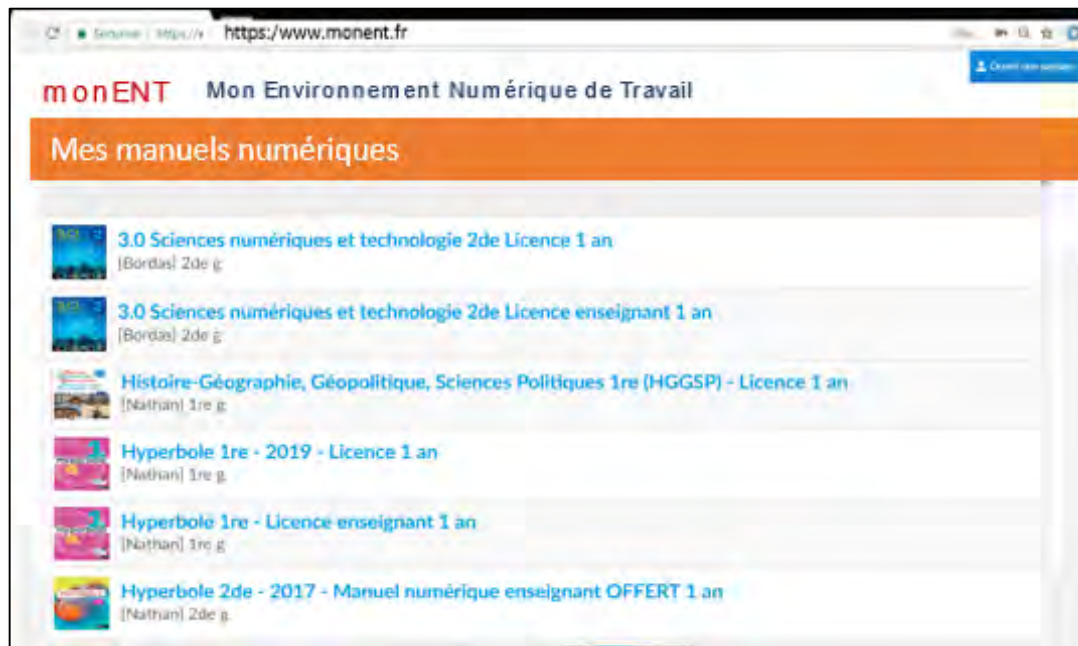 https:/www.monent.fr
monENT Mon Environnement Numérique de Travail
Mes manuels numériques
3.0 Sciences numériques et technologie 2de Licence 1 an
[Bordas] 2de g
3.0 Sciences numériques et technologie 2de Licence enseignant 1 an
[Bordas] 2de g
Histoire-Géographie, Géopolitique, Sciences Politiques 1re (HGGSP) - Licence 1 an
[Nathan] 1re g
Hyperbole 1re - 2019 - Licence 1 an
[Nathan] 1re g
Hyperbole 1re - Licence enseignant 1 an
[Nathan] 1re g
Hyperbole 2de - 2017 - Manuel numérique enseignant OFFERT 1 an
[Nathan] 2de g